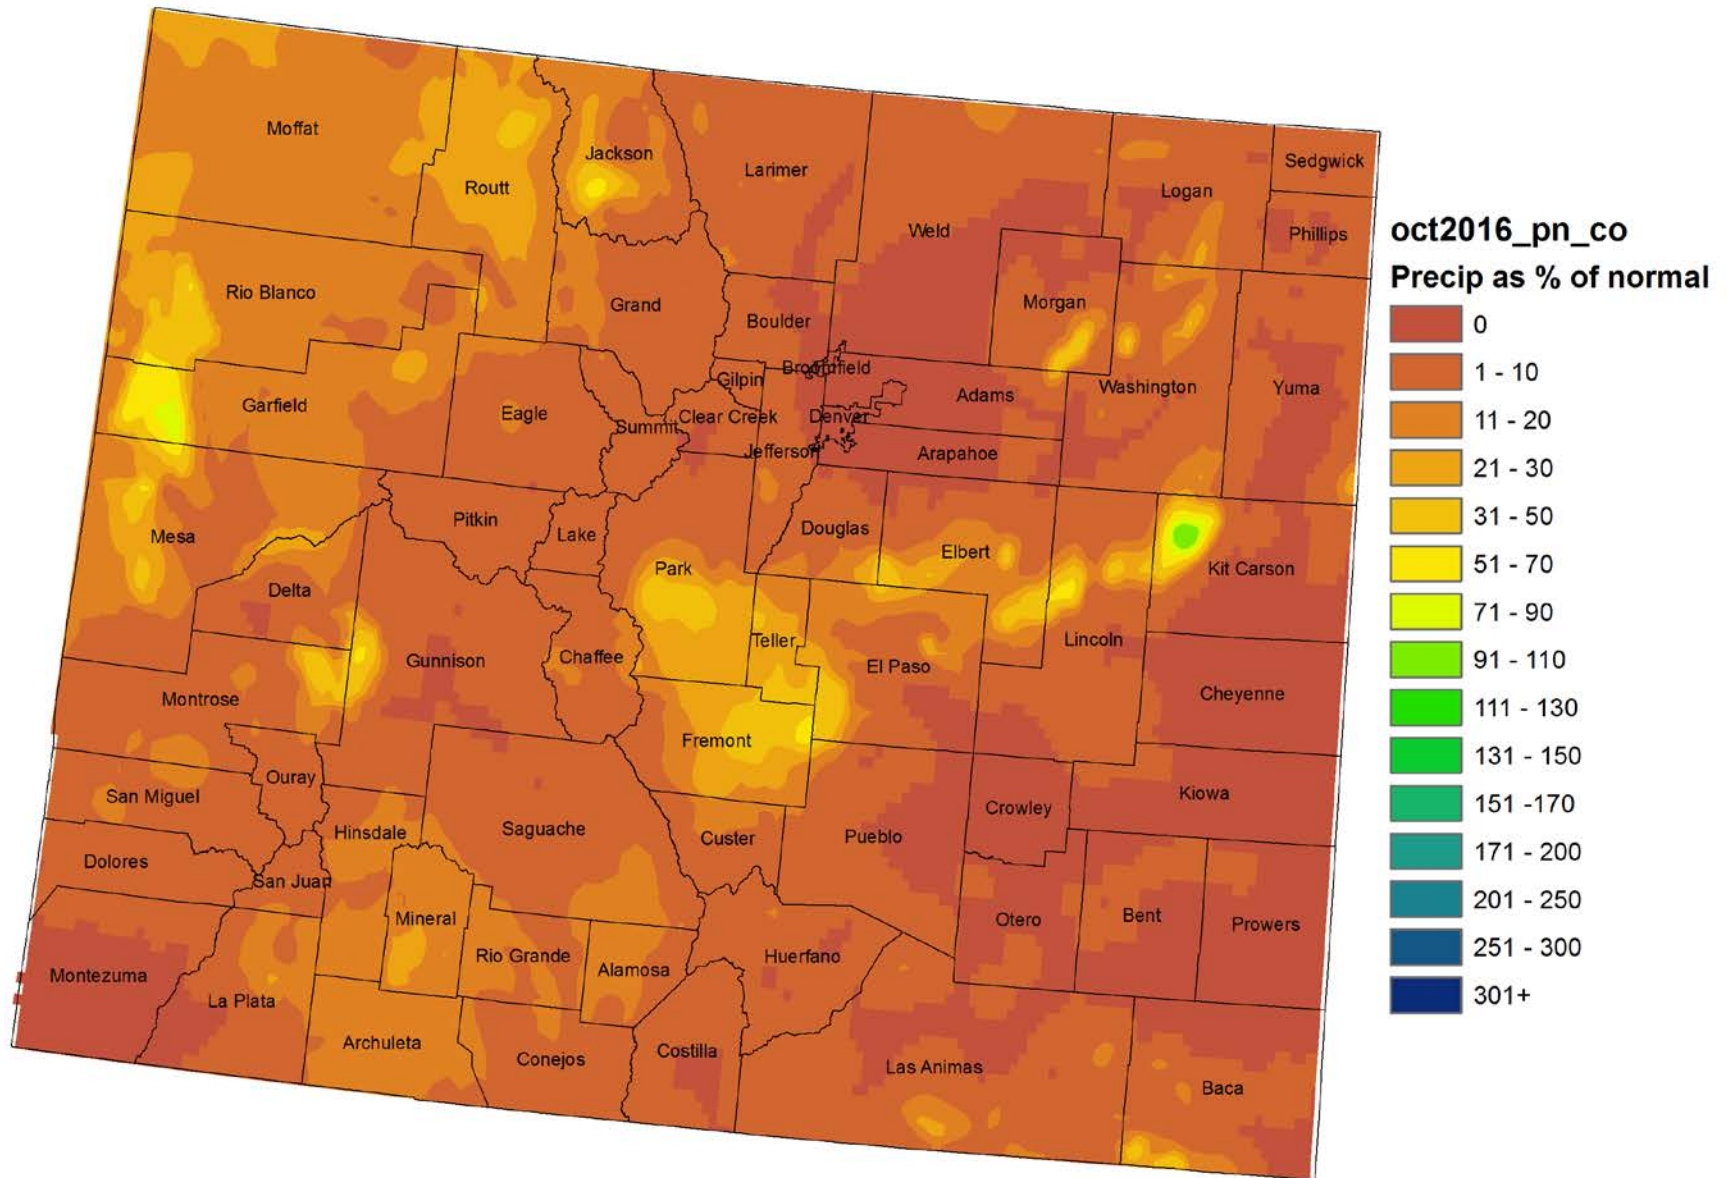 Moffat
Routt
Jackson
Larimer
Weld
Logan
Sedgwick
Phillips
Rio Blanco
Grand
Boulder
Morgan
Broomfield
Gilpin
Adams
Washington
Yuma
Garfield
Eagle
Summit
Clear Creek
Denver
Jefferson
Arapahoe
Mesa
Pitkin
Lake
Park
Douglas
Elbert
Kit Carson
Delta
Teller
Lincoln
Gunnison
Chaffee
El Paso
Cheyenne
Montrose
Fremont
Ouray
San Miguel
Hinsdale
Saguache
Custer
Pueblo
Crowley
Kiowa
Dolores
San Juan
Mineral
Otero
Bent
Prowers
Montezuma
Rio Grande
Alamosa
Huerfano
La Plata
Archuleta
Conejos
Costilla
Las Animas
Baca
oct2016_pn_co
Precip as % of normal
0
1 - 10
11 - 20
21 - 30
31 - 50
51 - 70
71 - 90
91 - 110
111 - 130
131 - 150
151 -170
171 - 200
201 - 250
251 - 300
301+